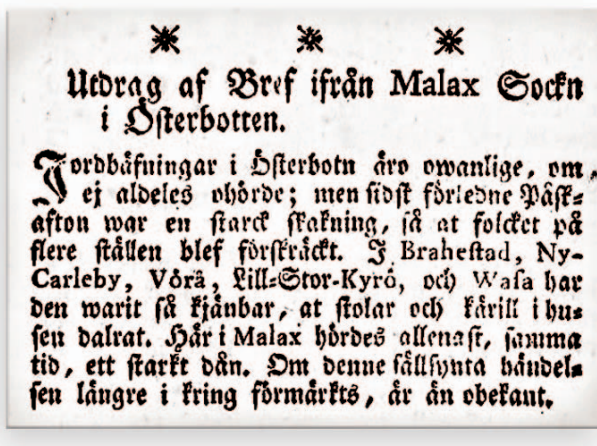 Utdrag af Bref ifrån Malax Sockn
i Österbotten.
Jordbäfningar i Österbotn äro owanlige, om
ej aldeles ohörde; men sidst förledne Påsk-
afton war en starck skakning, så at folcket på
flere ställen blef förskräckt. I Brahestad, Ny-
Carleby, Vörå, Lill-Stor-Kyrö, och Wasa har
den warit så kjänbar, at stolar och kärill i hu-
sen dalrat. Här i Malax hördes allenast, samma
tid, ett starkt dån. Om denne sällsynta händel-
sen längre i kring förmärkts, är än obekant.